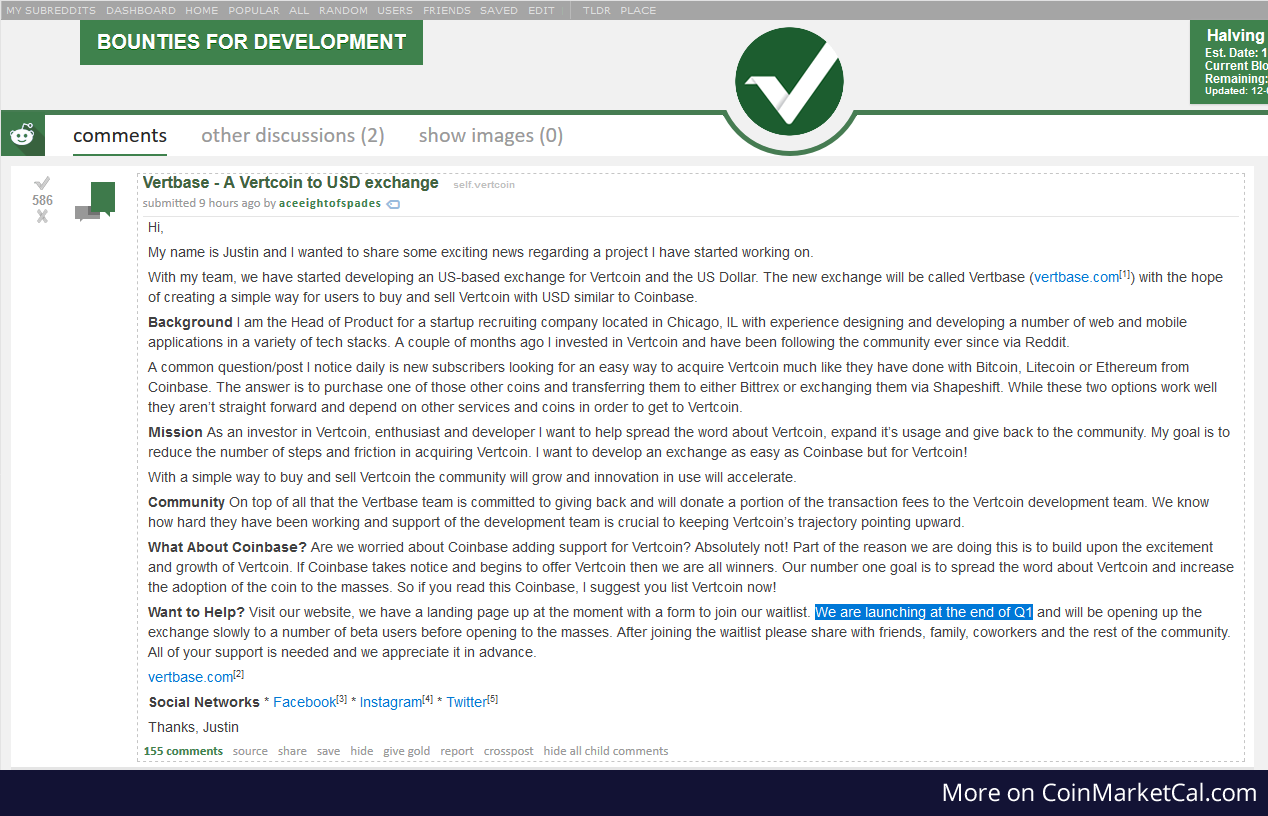 MY SUBREDDITS DASHBOARD HOME POPULAR ALL RANDOM USERS FRIENDS SAVED EDIT TLDR PLACE
BOUNTIES FOR DEVELOPMENT
Halving
Est. Date: 1
Current Blo
Remaining:
Updated: 12-0
comments other discussions (2) show images (0)
586
Vertbase - A Vertcoin to USD exchange self.vertcoin
submitted 9 hours ago by aceeightofspades
Hi,
My name is Justin and I wanted to share some exciting news regarding a project I have started working on.
With my team, we have started developing an US-based exchange for Vertcoin and the US Dollar. The new exchange will be called Vertbase (vertbase.com[1]) with the hope
of creating a simple way for users to buy and sell Vertcoin with USD similar to Coinbase.
Background I am the Head of Product for a startup recruiting company located in Chicago, IL with experience designing and developing a number of web and mobile
applications in a variety of tech stacks. A couple of months ago I invested in Vertcoin and have been following the community ever since via Reddit.
A common question/post I notice daily is new subscribers looking for an easy way to acquire Vertcoin much like they have done with Bitcoin, Litecoin or Ethereum from
Coinbase. The answer is to purchase one of those other coins and transferring them to either Bittrex or exchanging them via Shapeshift. While these two options work well
they aren't straight forward and depend on other services and coins in order to get to Vertcoin.
Mission As an investor in Vertcoin, enthusiast and developer I want to help spread the word about Vertcoin, expand it's usage and give back to the community. My goal is to
reduce the number of steps and friction in acquiring Vertcoin. I want to develop an exchange as easy as Coinbase but for Vertcoin!
With a simple way to buy and sell Vertcoin the community will grow and innovation in use will accelerate.
Community On top of all that the Vertbase team is committed to giving back and will donate a portion of the transaction fees to the Vertcoin development team. We know
how hard they have been working and support of the development team is crucial to keeping Vertcoin's trajectory pointing upward.
What About Coinbase? Are we worried about Coinbase adding support for Vertcoin? Absolutely not! Part of the reason we are doing this is to build upon the excitement
and growth of Vertcoin. If Coinbase takes notice and begins to offer Vertcoin then we are all winners. Our number one goal is to spread the word about Vertcoin and increase
the adoption of the coin to the masses. So if you read this Coinbase, I suggest you list Vertcoin now!
Want to Help? Visit our website, we have a landing page up at the moment with a form to join our waitlist. We are launching at the end of Q1 and will be opening up the
exchange slowly to a number of beta users before opening to the masses. After joining the waitlist please share with friends, family, coworkers and the rest of the community.
All of your support is needed and we appreciate it in advance.
vertbase.com[2]
Social Networks * Facebook[3] * Instagram[4] * Twitter[5]
Thanks, Justin
155 comments source share save hide give gold report crosspost hide all child comments
More on CoinMarketCal.com